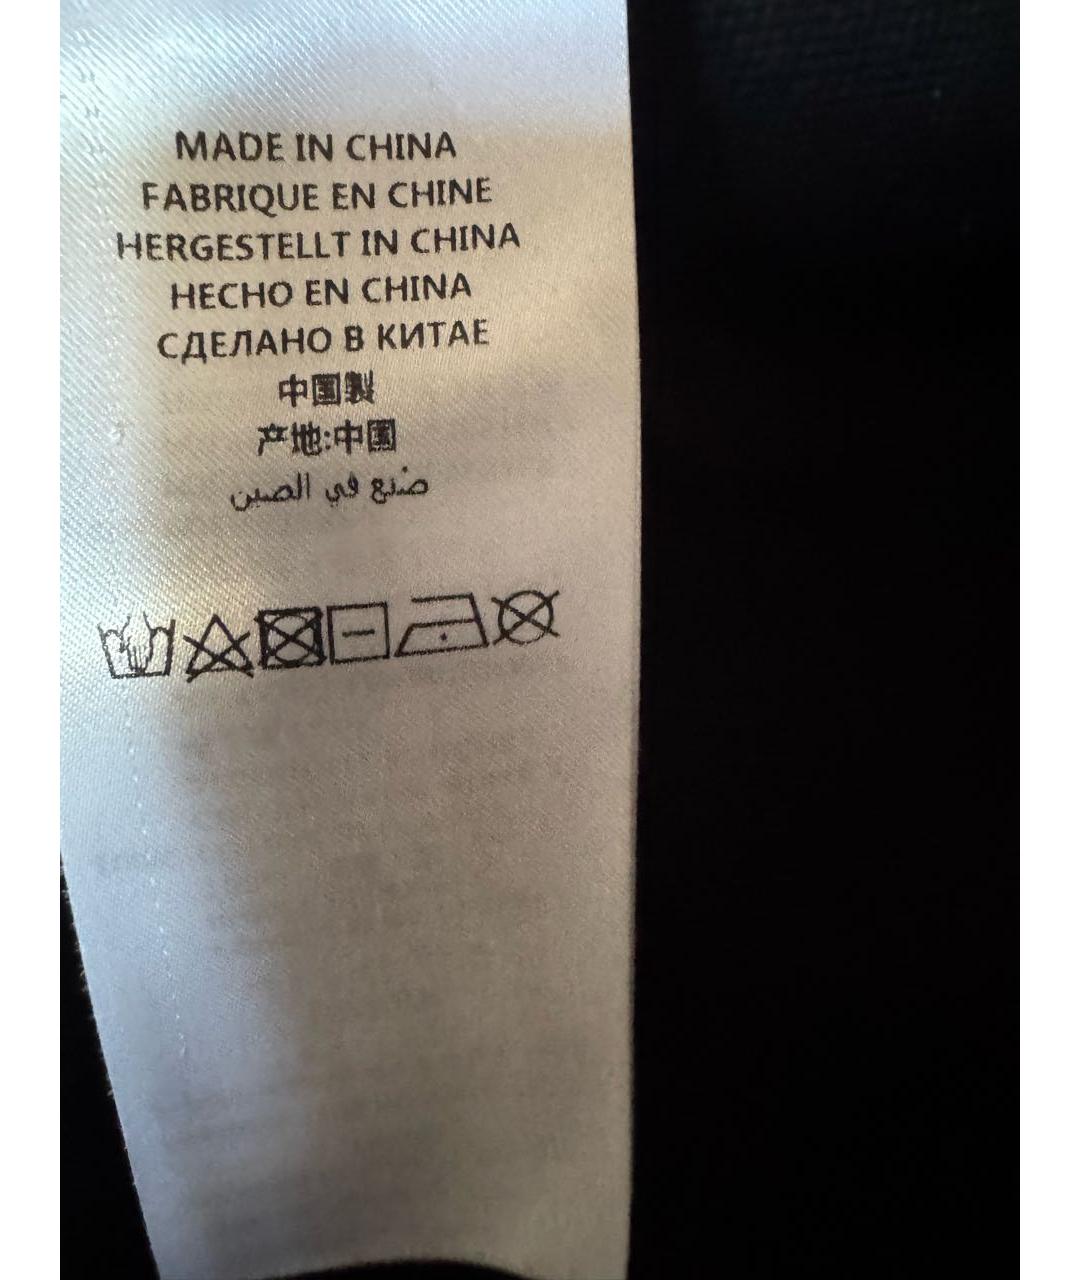 MADE IN CHINA
FABRIQUE EN CHINE
HERGESTELLT IN CHINA
HECHO EN CHINA
СДЕЛАНО В КИТАЕ
中国製
产地:中国
صنع في الصين